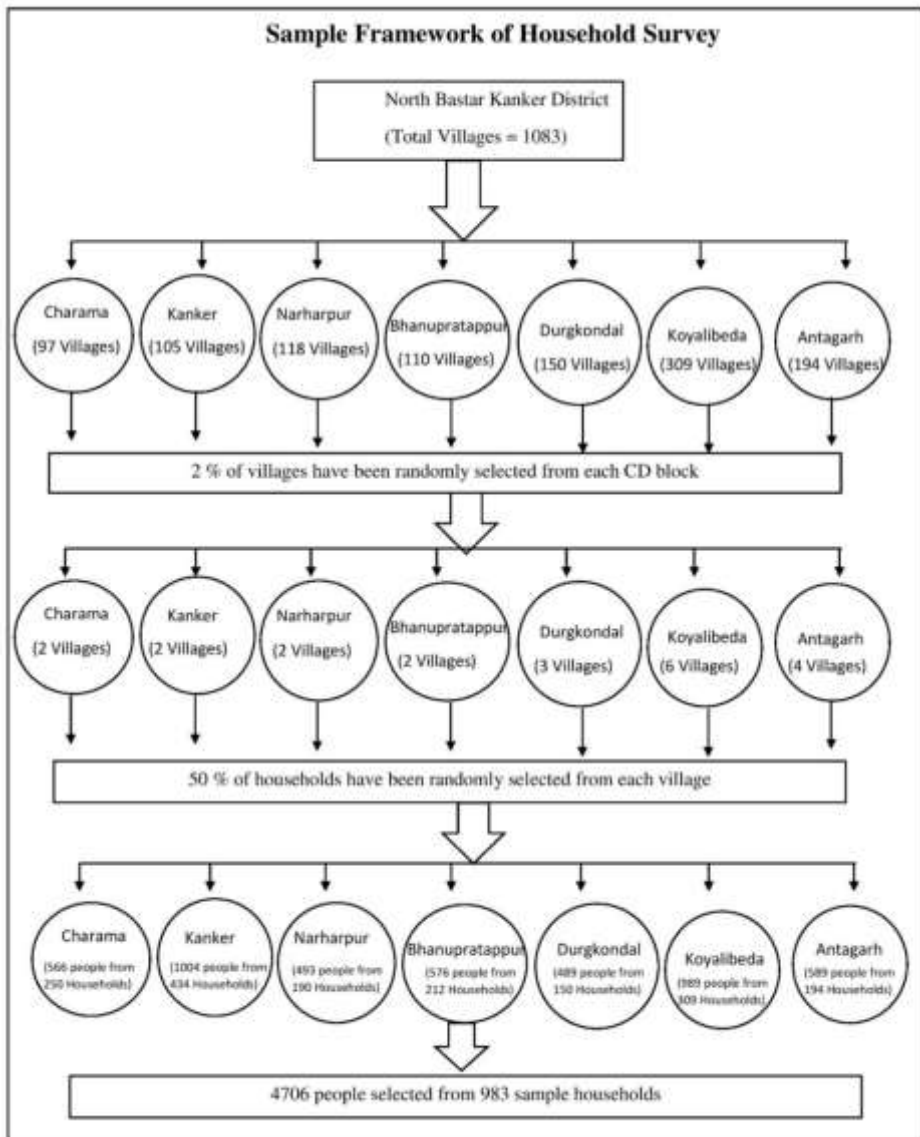 Sample Framework of Household Survey
North Bastar Kanker District
(Total Villages = 1083)
Charama
(97 Villages)
Kanker
(105 Villages)
Narharpur
(118 Villages)
Bhanupratappur
(110 Villages)
Durgkondal
(150 Villages)
Koyalibeda
(309 Villages)
Antagarh
(194 Villages)
2 % of villages have been randomly selected from each CD block
Charama
(2 Villages)
Kanker
(2 Villages)
Narharpur
(2 Villages)
Bhanupratappur
(2 Villages)
Durgkondal
(3 Villages)
Koyalibeda
(6 Villages)
Antagarh
(4 Villages)
50 % of households have been randomly selected from each village
Charama
(566 people from
250 Households)
Kanker
(1004 people from
434 Households)
Narharpur
(493 people from
190 Households)
Bhanupratappur
(576 people from
212 Households)
Durgkondal
(489 people from
150 Households)
Koyalibeda
(989 people from
309 Households)
Antagarh
(589 people from
194 Households)
4706 people selected from 983 sample households